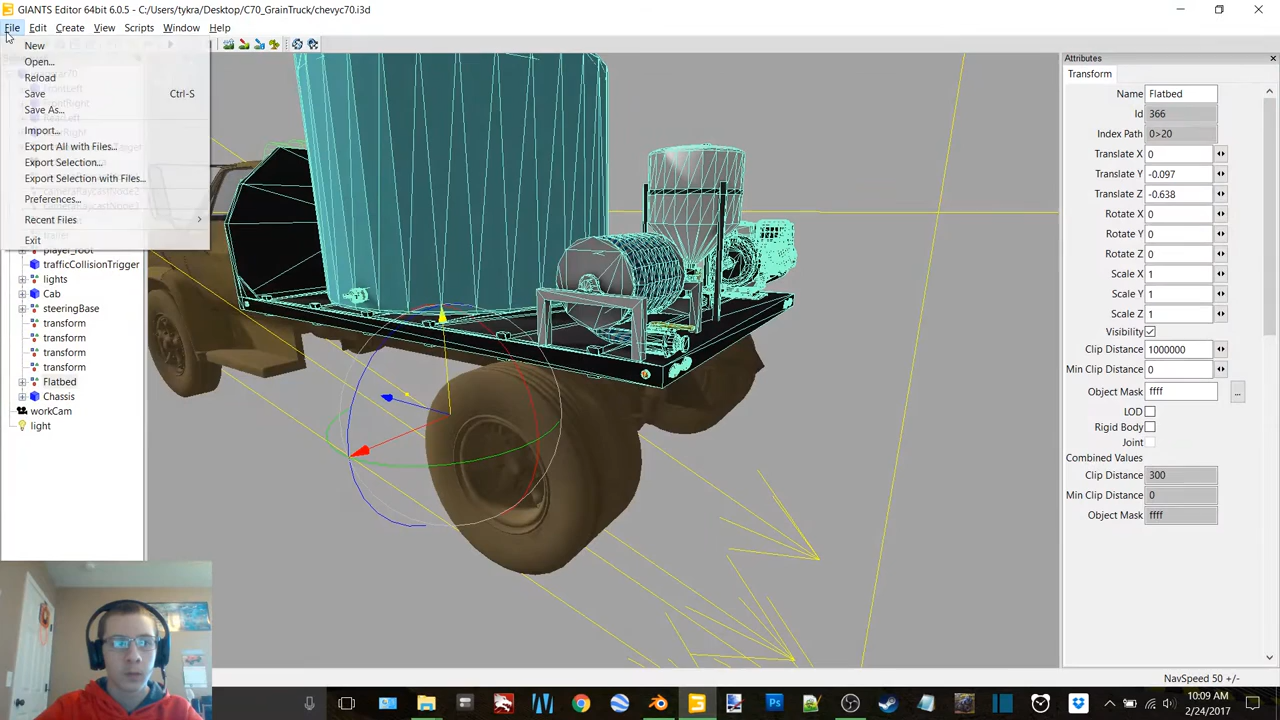 GIANTS Editor 64bit 6.0.5 - C:/Users/tykra/Desktop/C70_GrainTruck/chevyc70.i3d
File Edit Create View Scripts Window Help
New
Open...
Reload
Save Ctrl-S
Save As...
Import...
Export All with Files...
Export Selection...
Export Selection with Files...
Preferences...
Recent Files
Exit
player_root
trafficCollisionTrigger
lights
Cab
steeringBase
transform
transform
transform
transform
Flatbed
Chassis
workCam
light
Attributes
Transform
Name Flatbed
Id 366
Index Path 0>20
Translate X 0
Translate Y -0.097
Translate Z -0.638
Rotate X 0
Rotate Y 0
Rotate Z 0
Scale X 1
Scale Y 1
Scale Z 1
Visibility
Clip Distance 1000000
Min Clip Distance 0
Object Mask ffff ...
LOD
Rigid Body
Joint
Combined Values
Clip Distance 300
Min Clip Distance 0
Object Mask ffff
NavSpeed 50 +/-
10:09 AM
2/24/2017